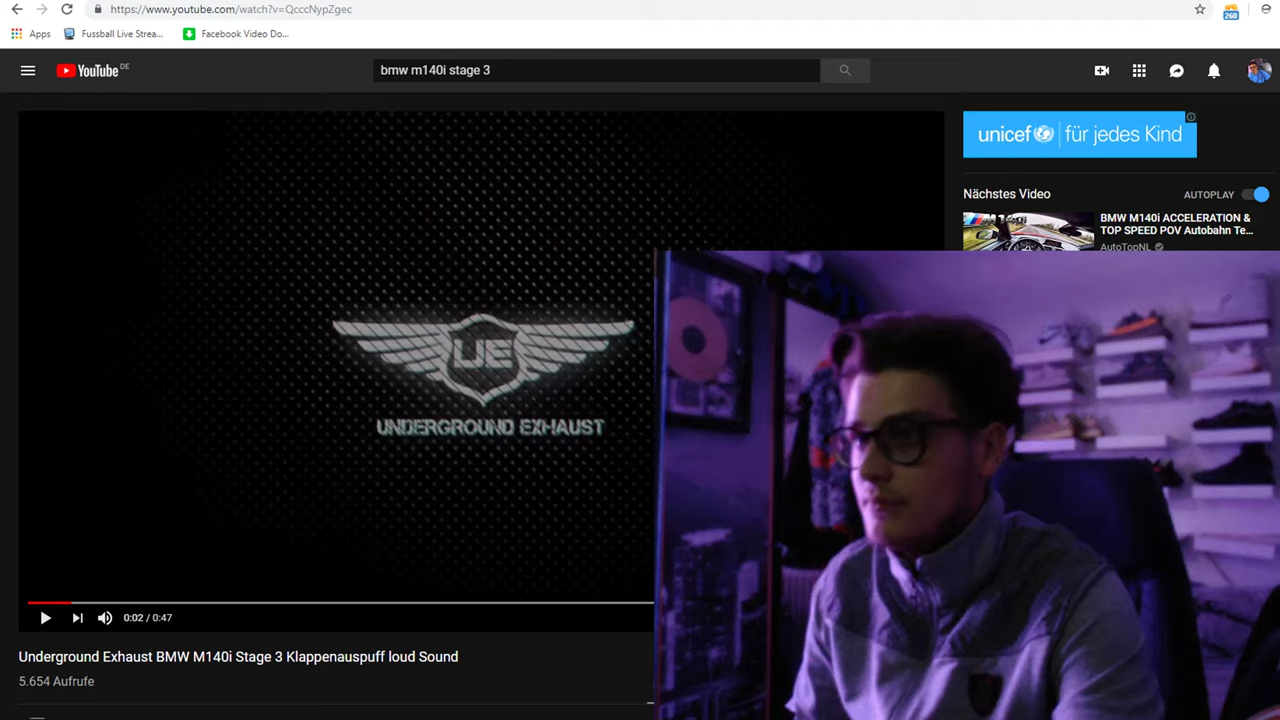 https://www.youtube.com/watch?v=QcccNypZgec
260
Apps
Fussball Live Strea...
Facebook Video Do...
YouTube DE
bmw m140i stage 3
unicef für jedes Kind
Nächstes Video
AUTOPLAY
BMW M140i ACCELERATION &
TOP SPEED POV Autobahn Te...
AutoTopNL
UE
UNDERGROUND EXHAUST
0:02 / 0:47
Underground Exhaust BMW M140i Stage 3 Klappenauspuff loud Sound
5.654 Aufrufe